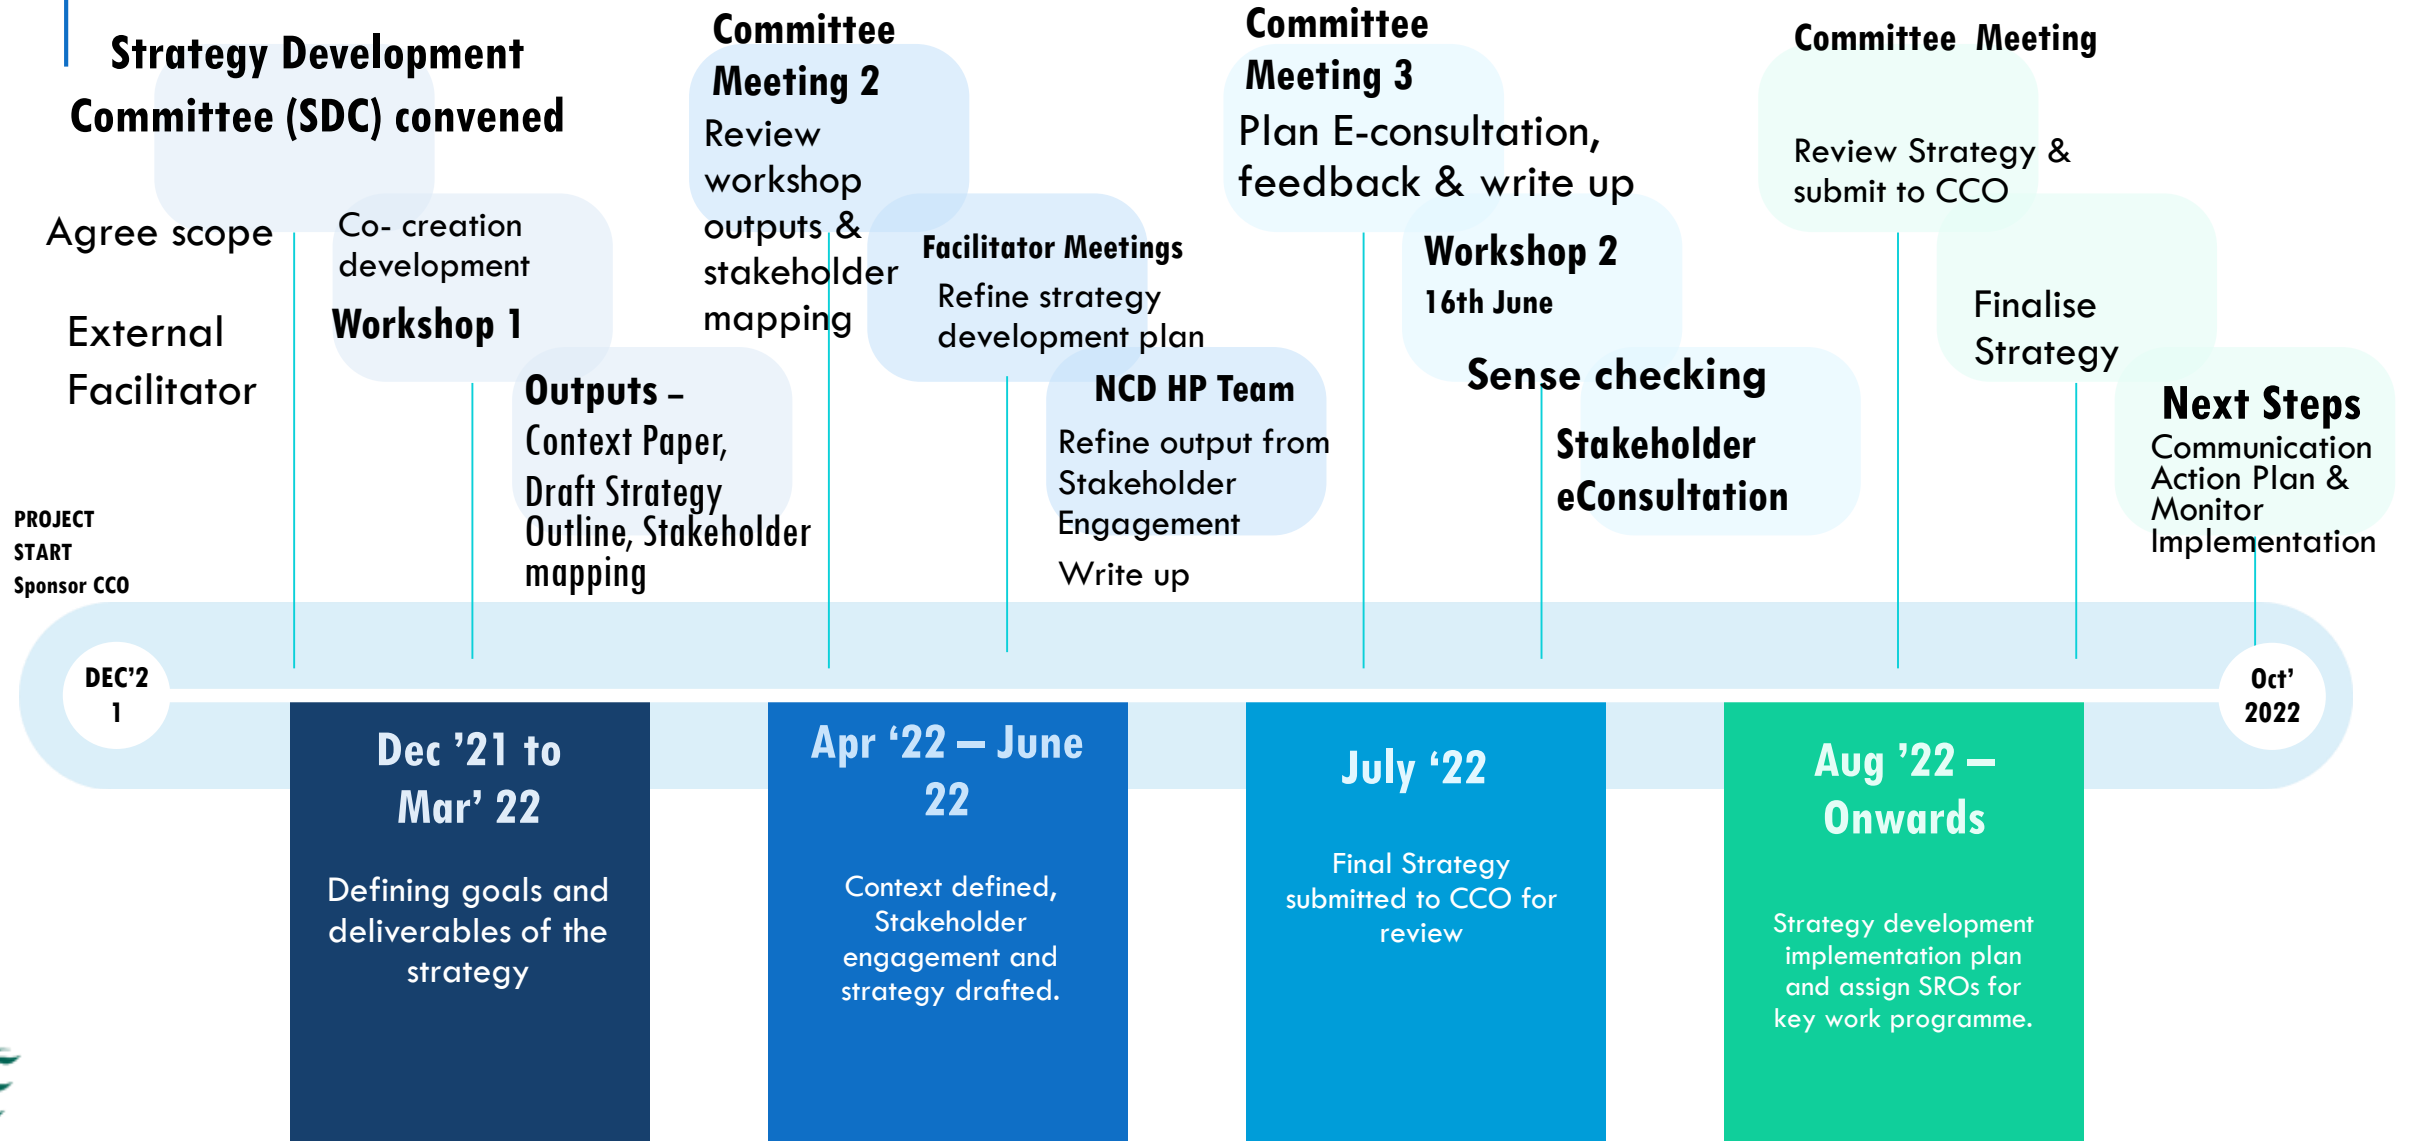 Strategy Development
Committee (SDC) convened
Agree scope
External
Facilitator
PROJECT
START
Sponsor CCO
Co- creation
development
Workshop 1
Outputs –
Context Paper,
Draft Strategy
Outline, Stakeholder
mapping
Committee
Meeting 2
Review
workshop
outputs &
stakeholder
mapping
Facilitator Meetings
Refine strategy
development plan
NCD HP Team
Refine output from
Stakeholder
Engagement
Write up
Committee
Meeting 3
Plan E-consultation,
feedback & write up
Workshop 2
16th June
Sense checking
Stakeholder
eConsultation
Committee  Meeting
Review Strategy &
submit to CCO
Finalise
Strategy
Next Steps
Communication
Action Plan &
Monitor
Implementation
DEC’2
1
Oct’
2022
Dec ’21 to
Mar’ 22
Defining goals and
deliverables of the
strategy
Apr ‘22 – June
22
Context defined,
Stakeholder
engagement and
strategy drafted.
July ‘22
Final Strategy
submitted to CCO for
review
Aug ’22 –
Onwards
Strategy development
implementation plan
and assign SROs for
key work programme.